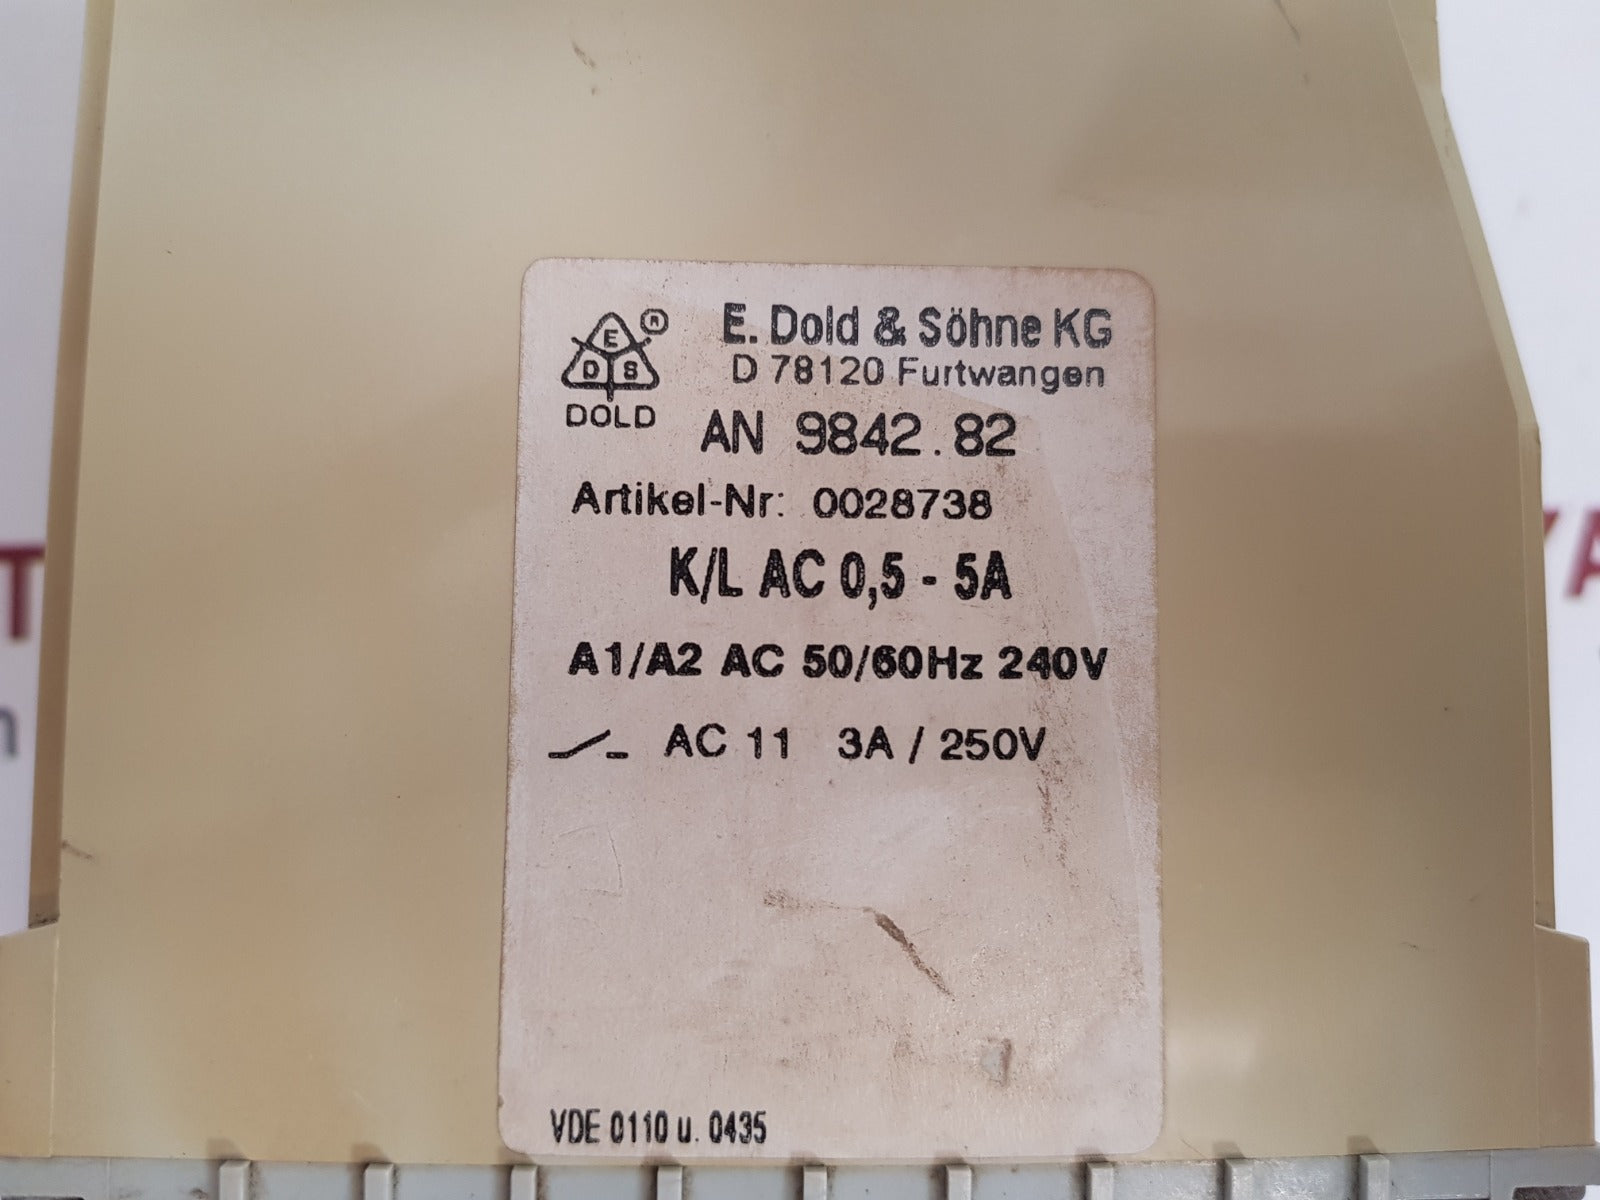 E D S ®
DOLD
E. Dold & Söhne KG
D 78120 Furtwangen
AN 9842.82
Artikel-Nr: 0028738
K/L AC 0,5 - 5A
A1/A2 AC 50/60Hz 240V
AC 11 3A / 250V
VDE 0110 u. 0435